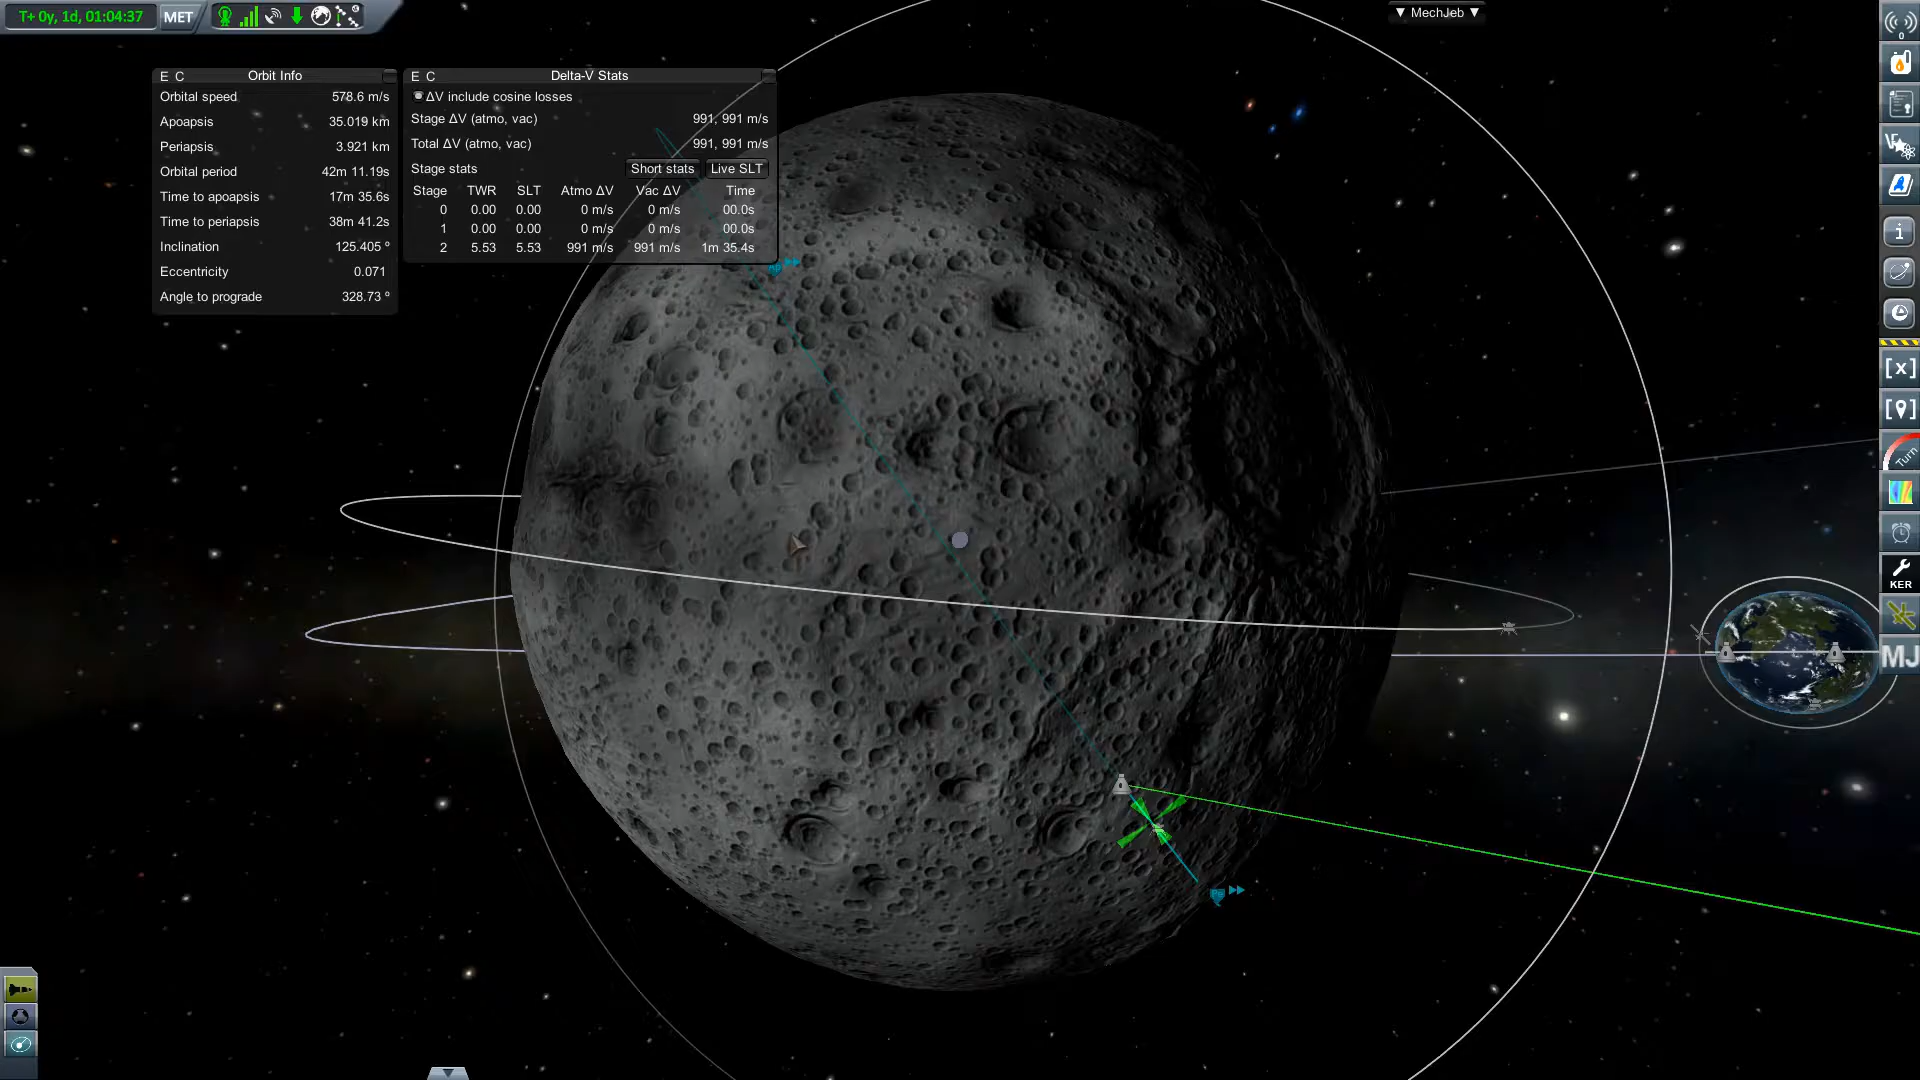 T+ 0y, 1d, 01:04:37 MET
▼ MechJeb ▼
E C Orbit Info
Orbital speed 578.6 m/s
Apoapsis 35.019 km
Periapsis 3.921 km
Orbital period 42m 11.19s
Time to apoapsis 17m 35.6s
Time to periapsis 38m 41.2s
Inclination 125.405 º
Eccentricity 0.071
Angle to prograde 328.73 º
E C Delta-V Stats
ΔV include cosine losses
Stage ΔV (atmo, vac) 991, 991 m/s
Total ΔV (atmo, vac) 991, 991 m/s
Stage stats Short stats Live SLT
Stage TWR SLT Atmo ΔV Vac ΔV Time
0 0.00 0.00 0 m/s 0 m/s 00.0s
1 0.00 0.00 0 m/s 0 m/s 00.0s
2 5.53 5.53 991 m/s 991 m/s 1m 35.4s
Ap
Pe
0
[x]
Turn
KER
MJ